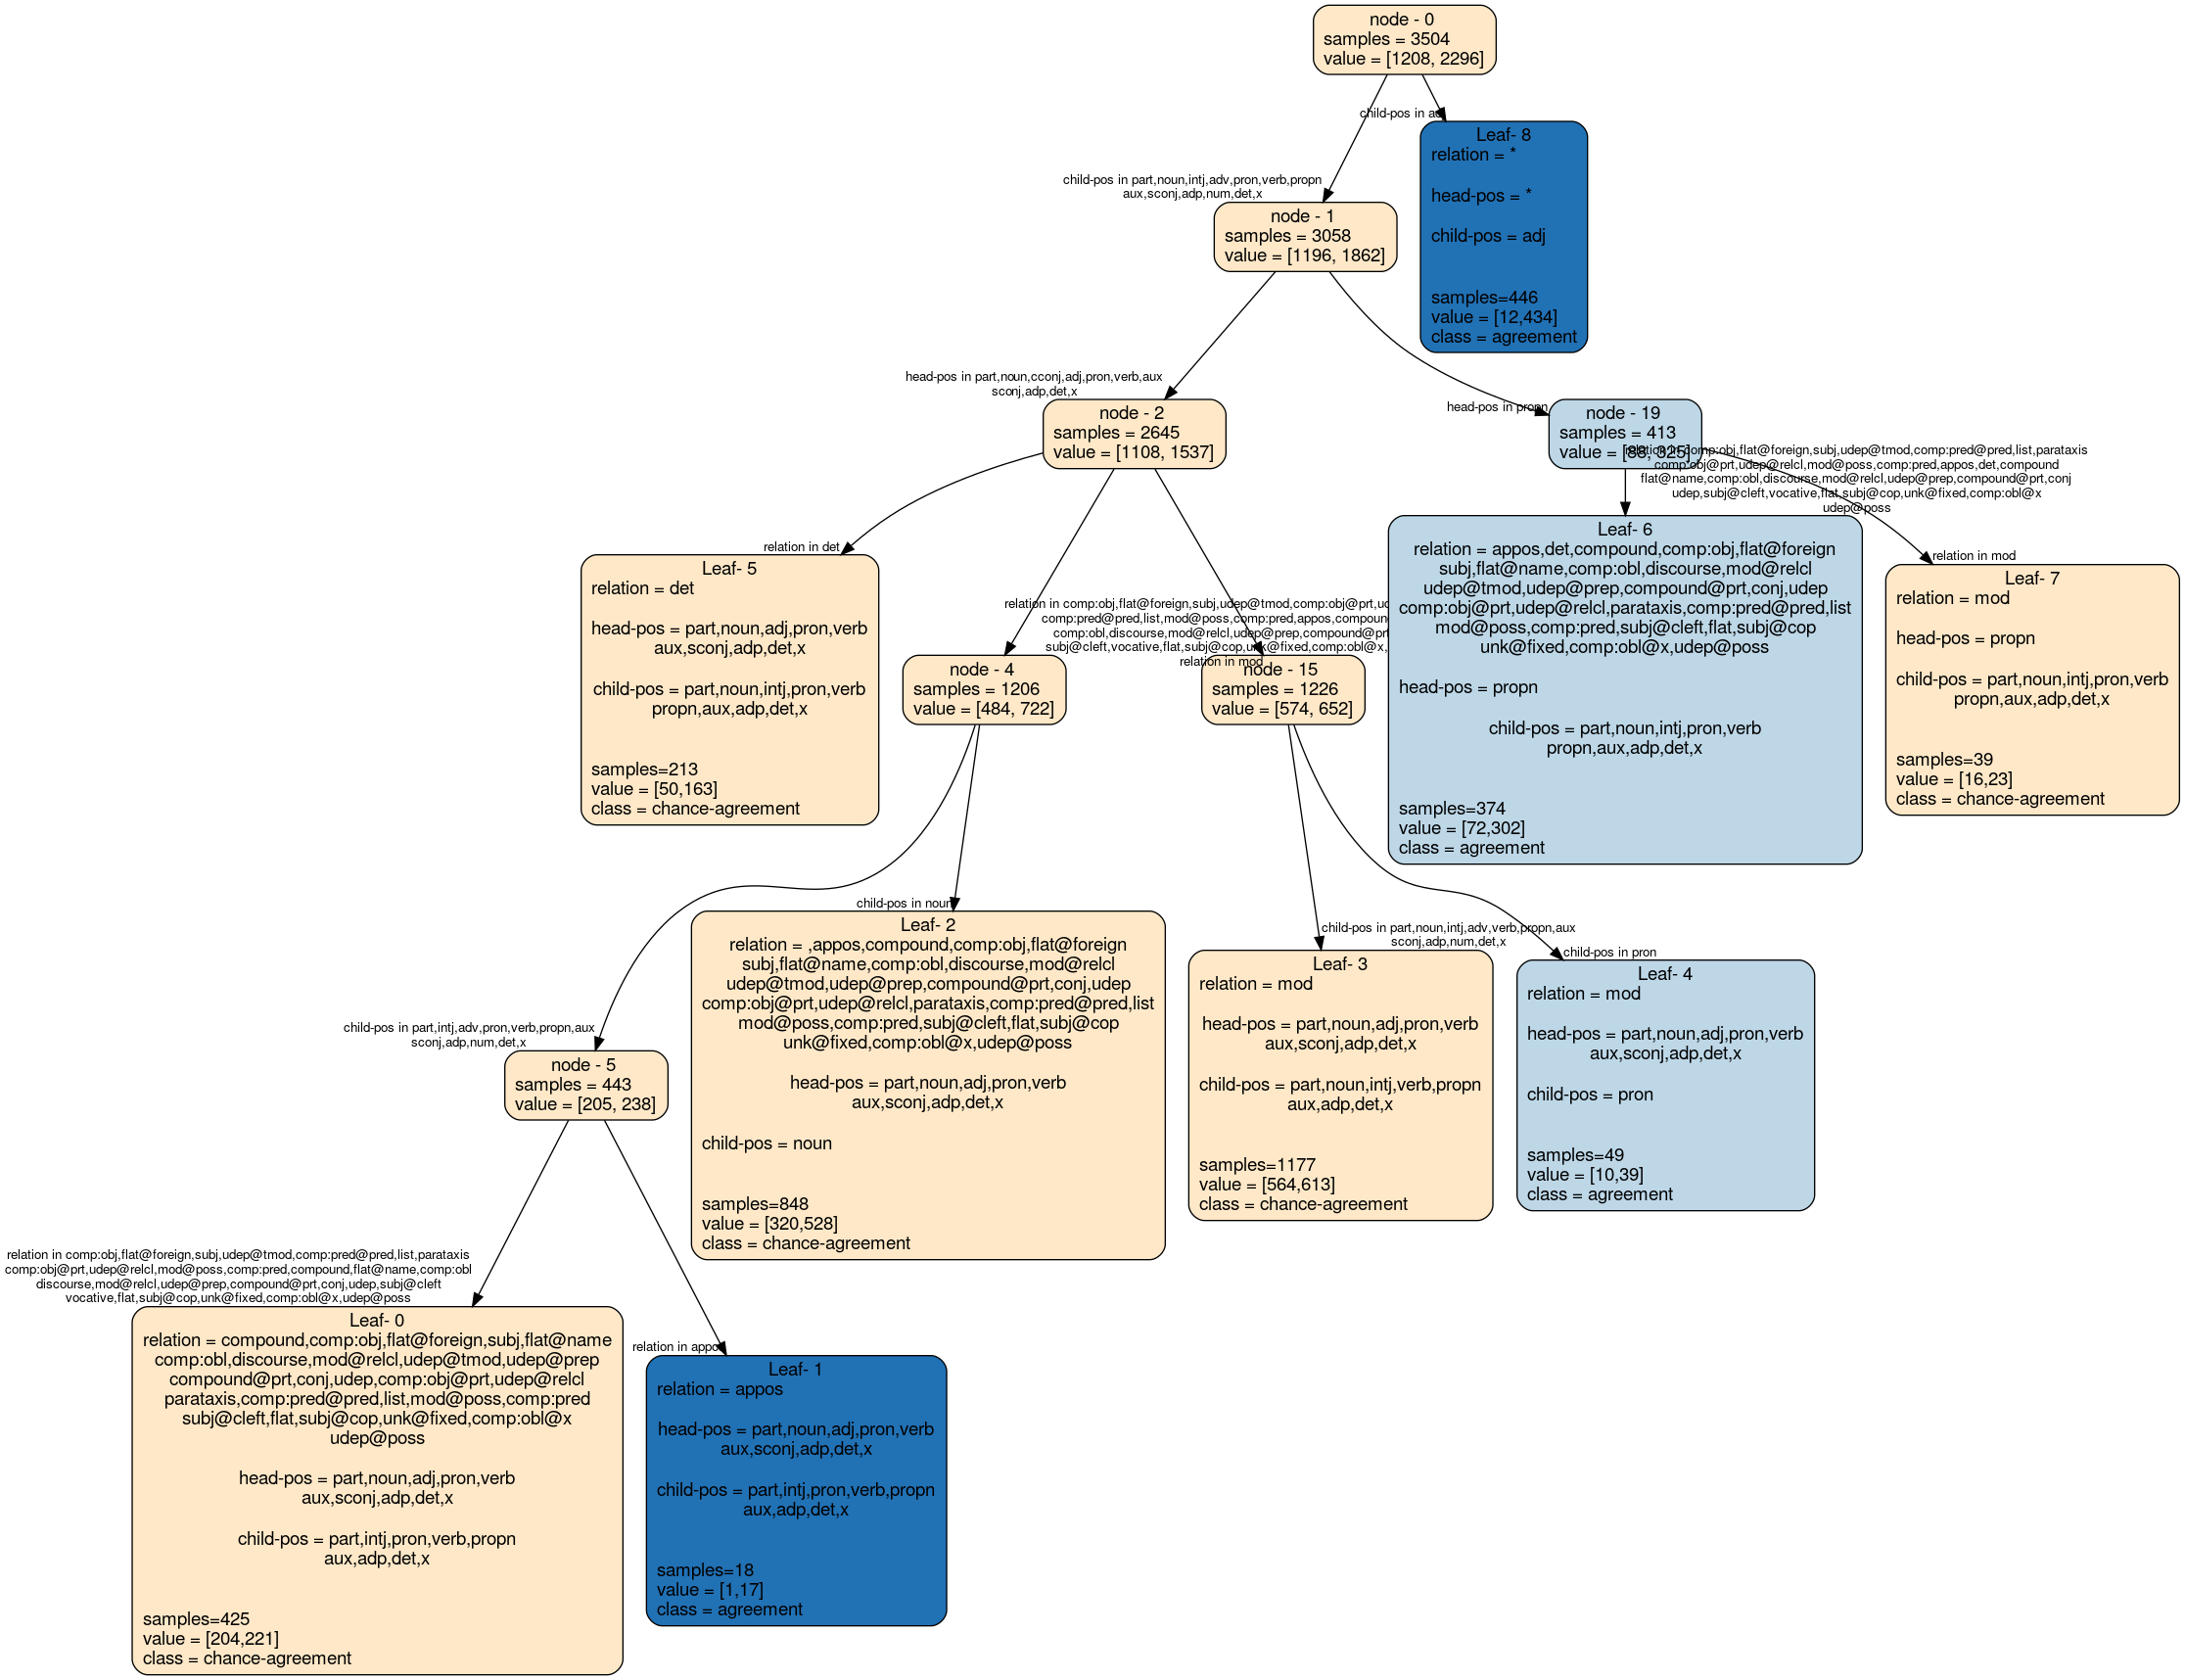 node - 0
samples = 3504
value = [1208, 2296]
child-pos in
child-pos in part,noun,intj,adv,pron,verb,propn
aux,sconj,adp,num,det,x
Leaf- 8
relation = *
head-pos = *
child-pos = adj
samples=446
value = [12,434]
class = agreement
node - 1
samples = 3058
value = [1196, 1862]
head-pos in part,noun,cconj,adj,pron,verb,aux
sconj,adp,det,x
head-pos in propn
node - 2
samples = 2645
value = [1108, 1537]
node - 19
samples = 413
value = [88, 325]
relation in comp:obj,flat@foreign,subj,udep@tmod,comp:pred@pred,list,parataxis
comp:obj@prt,udep@relcl,mod@poss,comp:pred,appos,det,compound
flat@name,comp:obl,discourse,mod@relcl,udep@prep,compound@prt,conj
udep,subj@cleft,vocative,flat,subj@cop,unk@fixed,comp:obl@x
udep@poss
relation in det
relation in mod
Leaf- 5
relation = det
head-pos = part,noun,adj,pron,verb
aux,sconj,adp,det,x
child-pos = part,noun,intj,pron,verb
propn,aux,adp,det,x
samples=213
value = [50,163]
class = chance-agreement
relation in comp:obj,flat@foreign,subj,udep@tmod,comp:obj@prt
comp:pred@pred,list,mod@poss,comp:pred,appos
comp:obl,discourse,mod@relcl,udep@prep,compound@prt
subj@cleft,vocative,flat,subj@cop,unk@fixed,comp:obl@x,
relation in mod
node - 4
samples = 1206
value = [484, 722]
node - 15
samples = 1226
value = [574, 652]
Leaf- 6
relation = appos,det,compound,comp:obj,flat@foreign
subj,flat@name,comp:obl,discourse,mod@relcl
udep@tmod,udep@prep,compound@prt,conj,udep
comp:obj@prt,udep@relcl,parataxis,comp:pred@pred,list
mod@poss,comp:pred,subj@cleft,flat,subj@cop
unk@fixed,comp:obl@x,udep@poss
head-pos = propn
child-pos = part,noun,intj,pron,verb
propn,aux,adp,det,x
samples=374
value = [72,302]
class = agreement
Leaf- 7
relation = mod
head-pos = propn
child-pos = part,noun,intj,pron,verb
propn,aux,adp,det,x
samples=39
value = [16,23]
class = chance-agreement
child-pos in noun
child-pos in part,noun,intj,adv,verb,propn,aux
sconj,adp,num,det,x
child-pos in pron
Leaf- 2
relation = ,appos,compound,comp:obj,flat@foreign
subj,flat@name,comp:obl,discourse,mod@relcl
udep@tmod,udep@prep,compound@prt,conj,udep
comp:obj@prt,udep@relcl,parataxis,comp:pred@pred,list
mod@poss,comp:pred,subj@cleft,flat,subj@cop
unk@fixed,comp:obl@x,udep@poss
head-pos = part,noun,adj,pron,verb
aux,sconj,adp,det,x
child-pos = noun
samples=848
value = [320,528]
class = chance-agreement
Leaf- 3
relation = mod
head-pos = part,noun,adj,pron,verb
aux,sconj,adp,det,x
child-pos = part,noun,intj,verb,propn
aux,adp,det,x
samples=1177
value = [564,613]
class = chance-agreement
Leaf- 4
relation = mod
head-pos = part,noun,adj,pron,verb
aux,sconj,adp,det,x
child-pos = pron
samples=49
value = [10,39]
class = agreement
child-pos in part,intj,adv,pron,verb,propn,aux
sconj,adp,num,det,x
node - 5
samples = 443
value = [205, 238]
relation in comp:obj,flat@foreign,subj,udep@tmod,comp:pred@pred,list,parataxis
comp:obj@prt,udep@relcl,mod@poss,comp:pred,compound,flat@name,comp:obl
discourse,mod@relcl,udep@prep,compound@prt,conj,udep,subj@cleft
vocative,flat,subj@cop,unk@fixed,comp:obl@x,udep@poss
relation in appos
Leaf- 0
relation = compound,comp:obj,flat@foreign,subj,flat@name
comp:obl,discourse,mod@relcl,udep@tmod,udep@prep
compound@prt,conj,udep,comp:obj@prt,udep@relcl
parataxis,comp:pred@pred,list,mod@poss,comp:pred
subj@cleft,flat,subj@cop,unk@fixed,comp:obl@x
udep@poss
head-pos = part,noun,adj,pron,verb
aux,sconj,adp,det,x
child-pos = part,intj,pron,verb,propn
aux,adp,det,x
samples=425
value = [204,221]
class = chance-agreement
Leaf- 1
relation = appos
head-pos = part,noun,adj,pron,verb
aux,sconj,adp,det,x
child-pos = part,intj,pron,verb,propn
aux,adp,det,x
samples=18
value = [1,17]
class = agreement